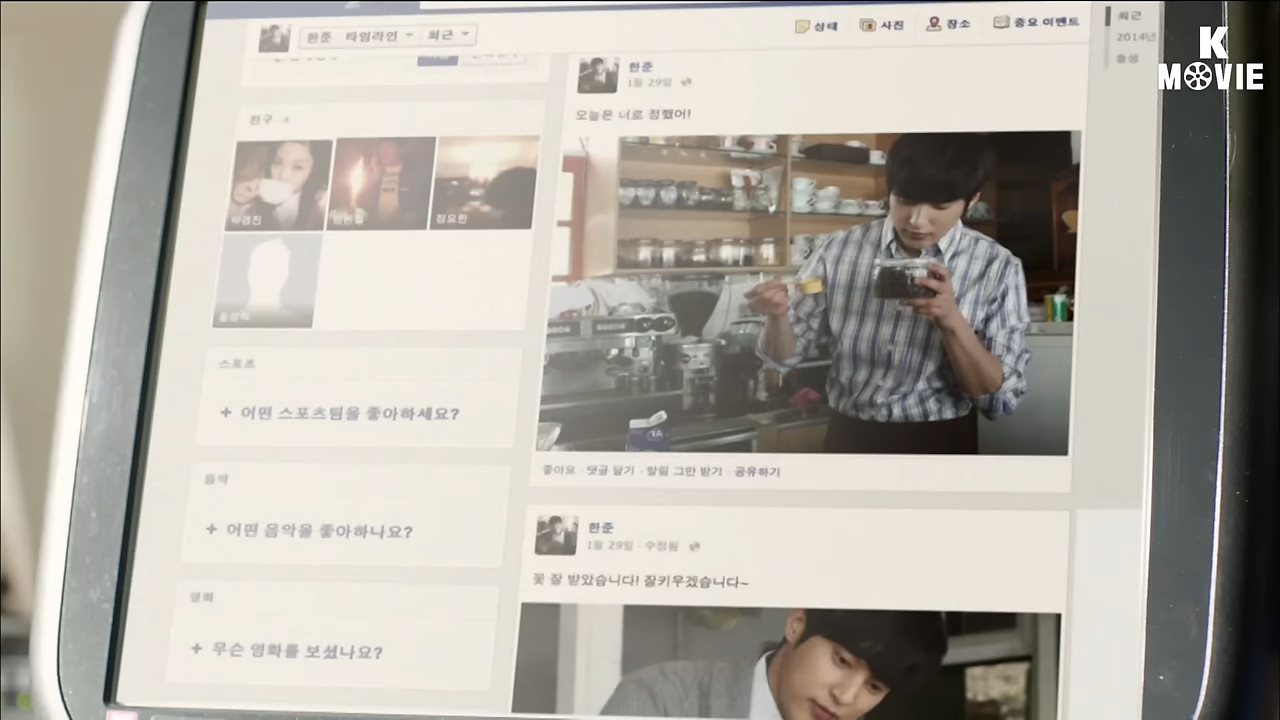 한준 타임라인 최근
상태 사진 장소 중요 이벤트
최근
2014년
출생
K
MOVIE
친구
박경진
정요한
스포츠
+ 어떤 스포츠팀을 좋아하세요?
음악
+ 어떤 음악을 좋아하나요?
영화
+ 무슨 영화를 보셨나요?
한준
1월 29일
오늘은 너로 정했어!
좋아요 · 댓글 달기 · 알림 그만 받기 · 공유하기
한준
1월 29일 · 수정됨
꽃 잘 받았습니다! 잘키우겠습니다~